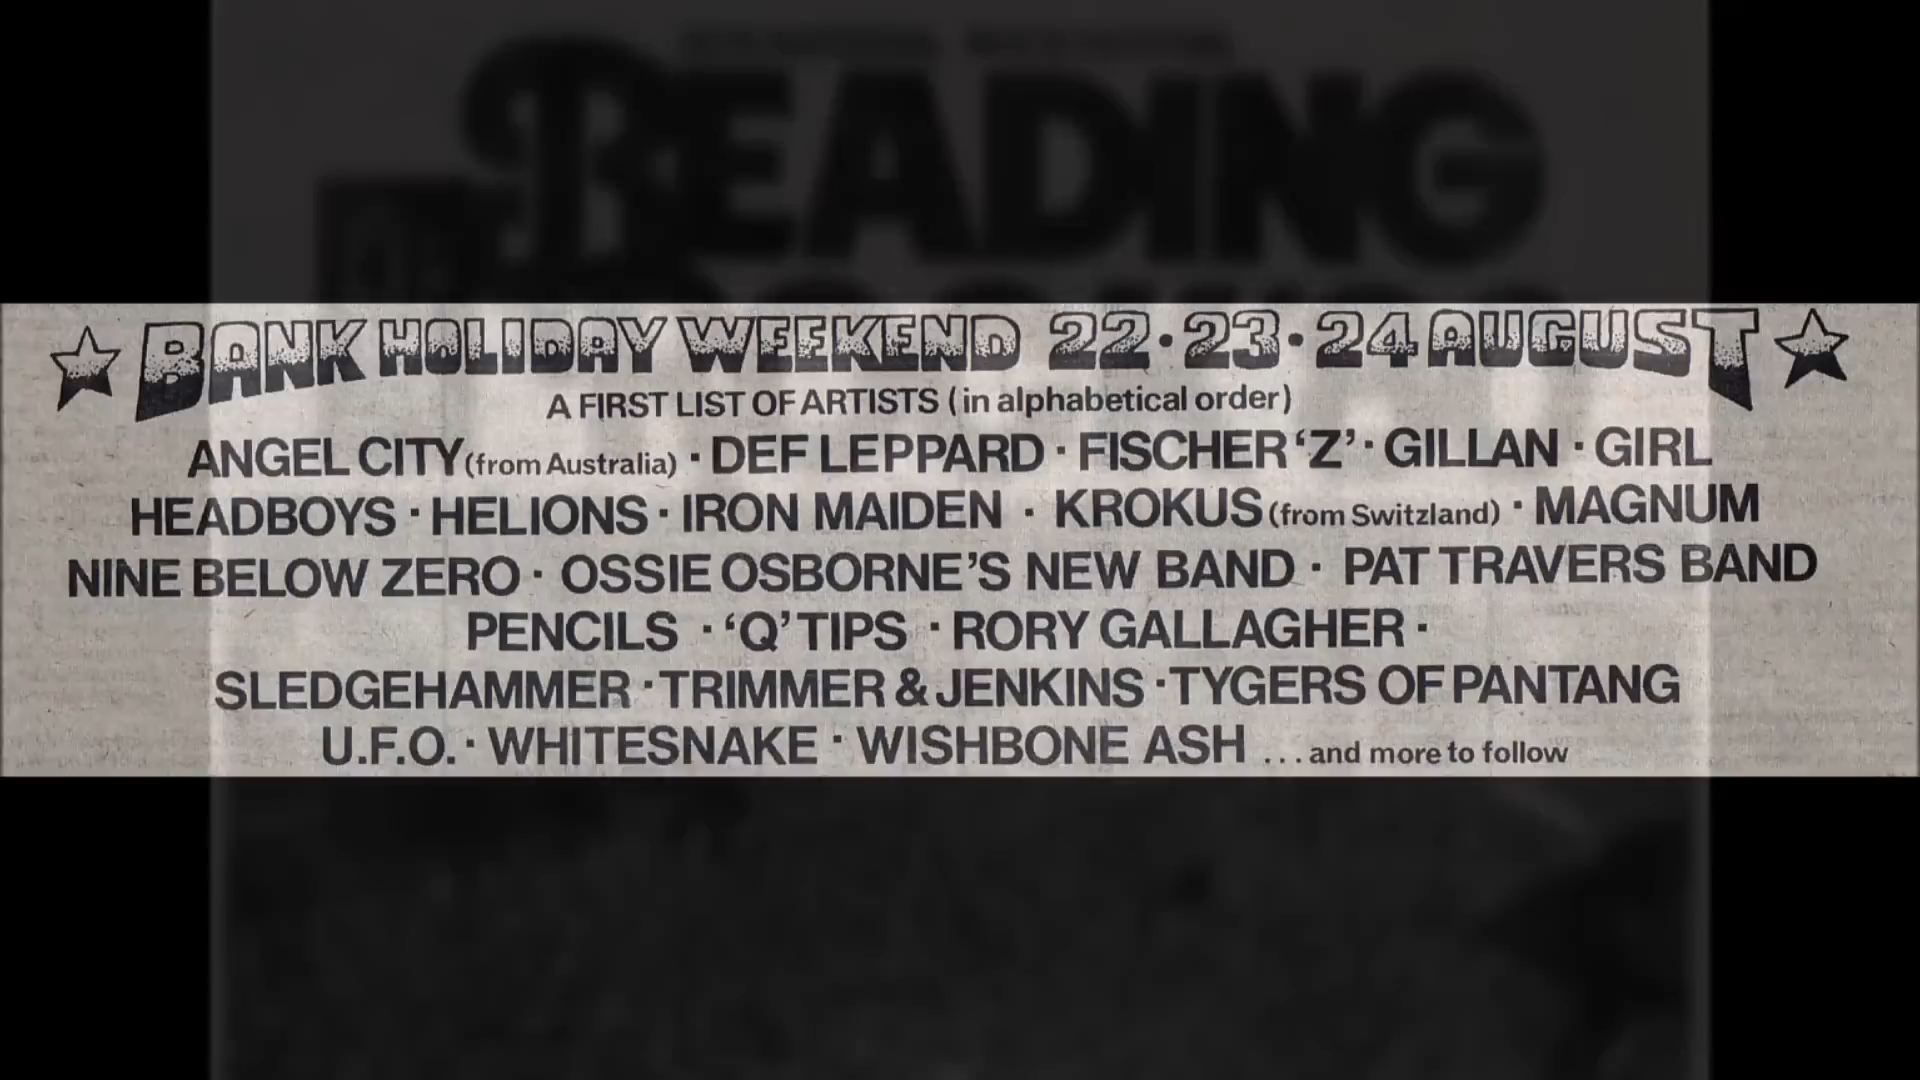 READING
BANK HOLIDAY WEEKEND 22·23·24 AUGUST
A FIRST LIST OF ARTISTS (in alphabetical order)
ANGEL CITY (from Australia) · DEF LEPPARD · FISCHER 'Z' · GILLAN · GIRL
HEADBOYS · HELIONS · IRON MAIDEN · KROKUS (from Switzland) · MAGNUM
NINE BELOW ZERO · OSSIE OSBORNE'S NEW BAND · PAT TRAVERS BAND
PENCILS · 'Q' TIPS · RORY GALLAGHER ·
SLEDGEHAMMER · TRIMMER & JENKINS · TYGERS OF PANTANG
U.F.O. · WHITESNAKE · WISHBONE ASH ... and more to follow